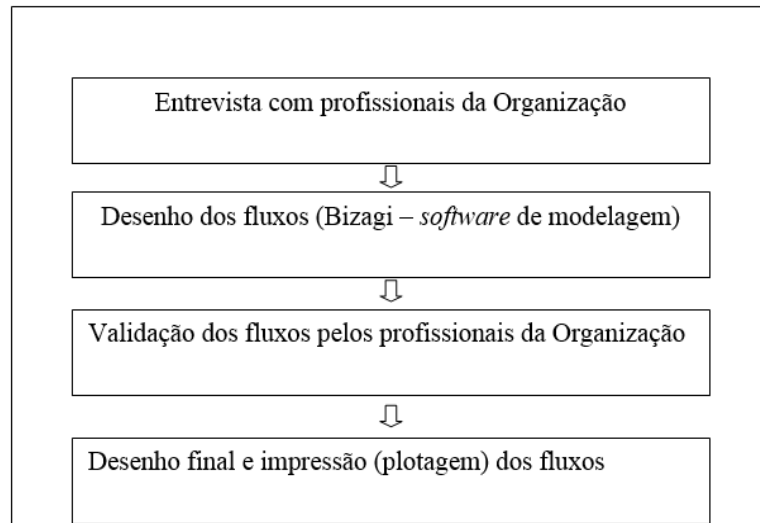 Entrevista com profissionais da Organização
Desenho dos fluxos (Bizagi – software de modelagem)
Validação dos fluxos pelos profissionais da Organização
Desenho final e impressão (plotagem) dos fluxos